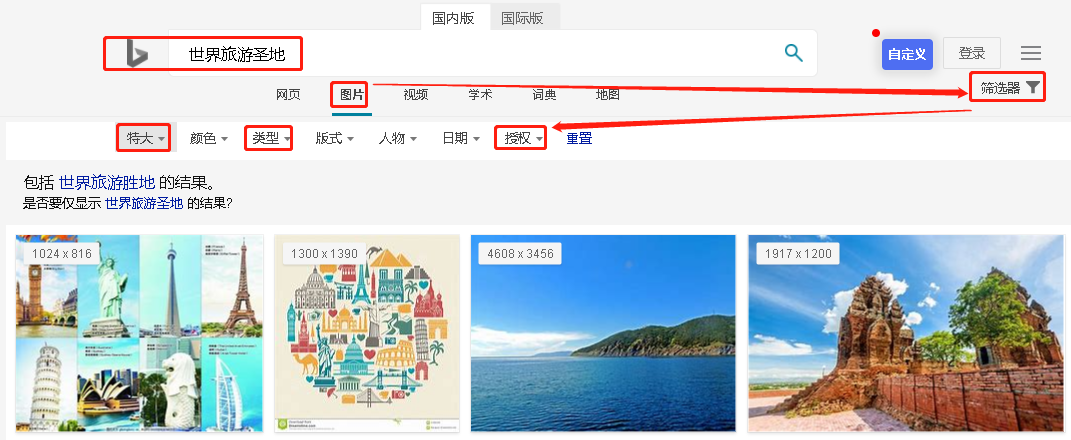 国内版 国际版
世界旅游圣地
自定义 登录
网页 图片 视频 学术 词典 地图
筛选器
特大 颜色 类型 版式 人物 日期 授权 重置
包括 世界旅游胜地 的结果。
是否要仅显示 世界旅游圣地 的结果?
1024 x 816 1300 x 1390 4608 x 3456 1917 x 1200